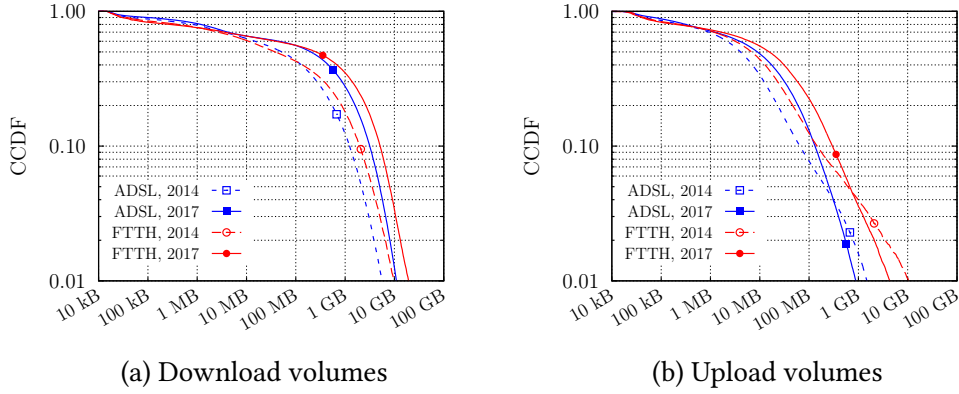 1.00
0.10
0.01
CCDF
ADSL, 2014
ADSL, 2017
FTTH, 2014
FTTH, 2017
10 kB
100 kB
1 MB
10 MB
100 MB
1 GB
10 GB
100 GB
(a) Download volumes
1.00
0.10
0.01
CCDF
ADSL, 2014
ADSL, 2017
FTTH, 2014
FTTH, 2017
10 kB
100 kB
1 MB
10 MB
100 MB
1 GB
10 GB
100 GB
(b) Upload volumes